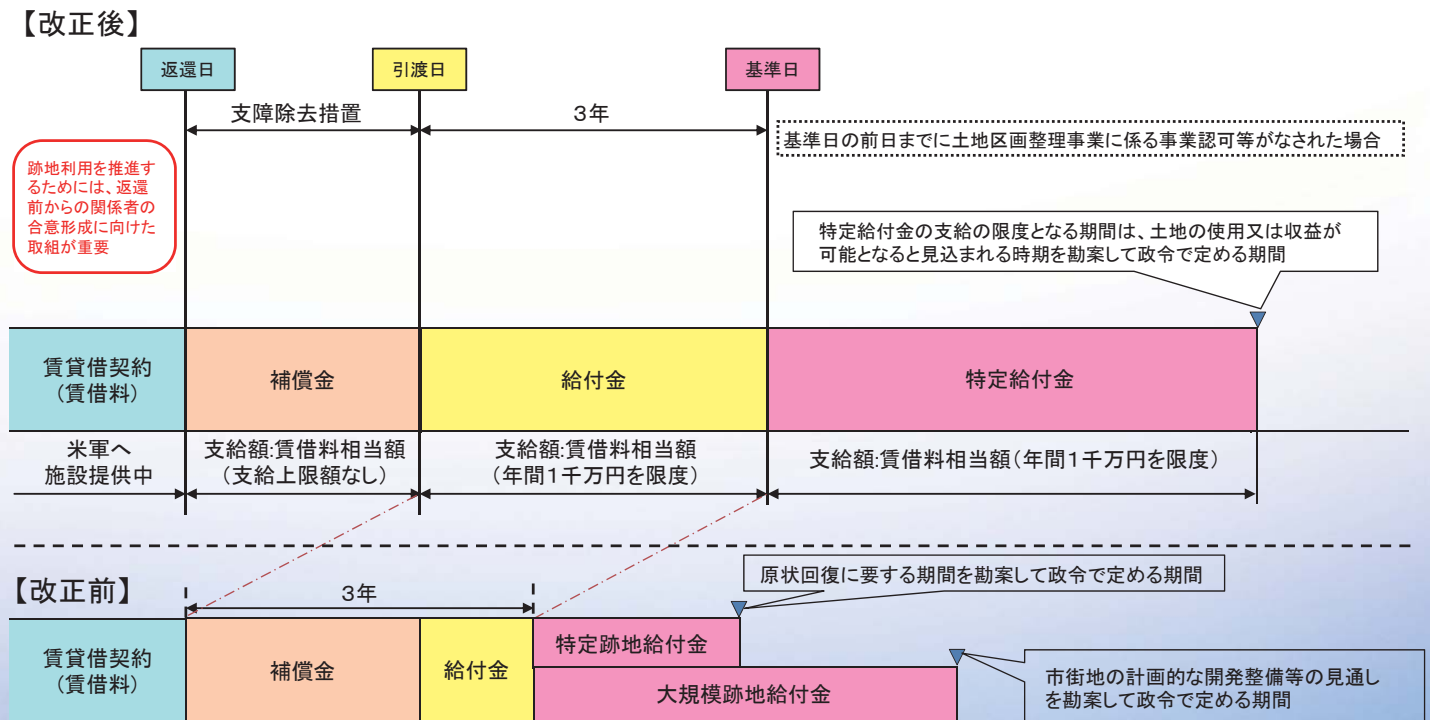 【改正後】
返還日
引渡日
基準日
支障除去措置
3年
基準日の前日までに土地区画整理事業に係る事業認可等がなされた場合
跡地利用を推進す
るためには、返還
前からの関係者の
合意形成に向けた
取組が重要
特定給付金の支給の限度となる期間は、土地の使用又は収益が
可能となると見込まれる時期を勘案して政令で定める期間
賃貸借契約
(賃借料)
補償金
給付金
特定給付金
米軍へ
施設提供中
支給額:賃借料相当額
(支給上限額なし)
支給額:賃借料相当額
(年間1千万円を限度)
支給額:賃借料相当額(年間1千万円を限度)
【改正前】
3年
原状回復に要する期間を勘案して政令で定める期間
賃貸借契約
(賃借料)
補償金
給付金
特定跡地給付金
大規模跡地給付金
市街地の計画的な開発整備等の見通し
を勘案して政令で定める期間